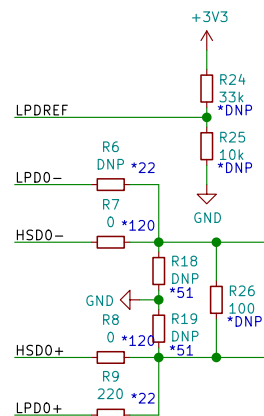 +3V3
R24
33k
*DNP
LPDREF
R25
10k
*DNP
R6
DNP
*22
LPD0-
GND
R7
0
*120
HSD0-
R18
DNP
*51
GND
R26
100
*DNP
R8
0
*120
R19
DNP
*51
HSD0+
R9
220
*22
LPD0+